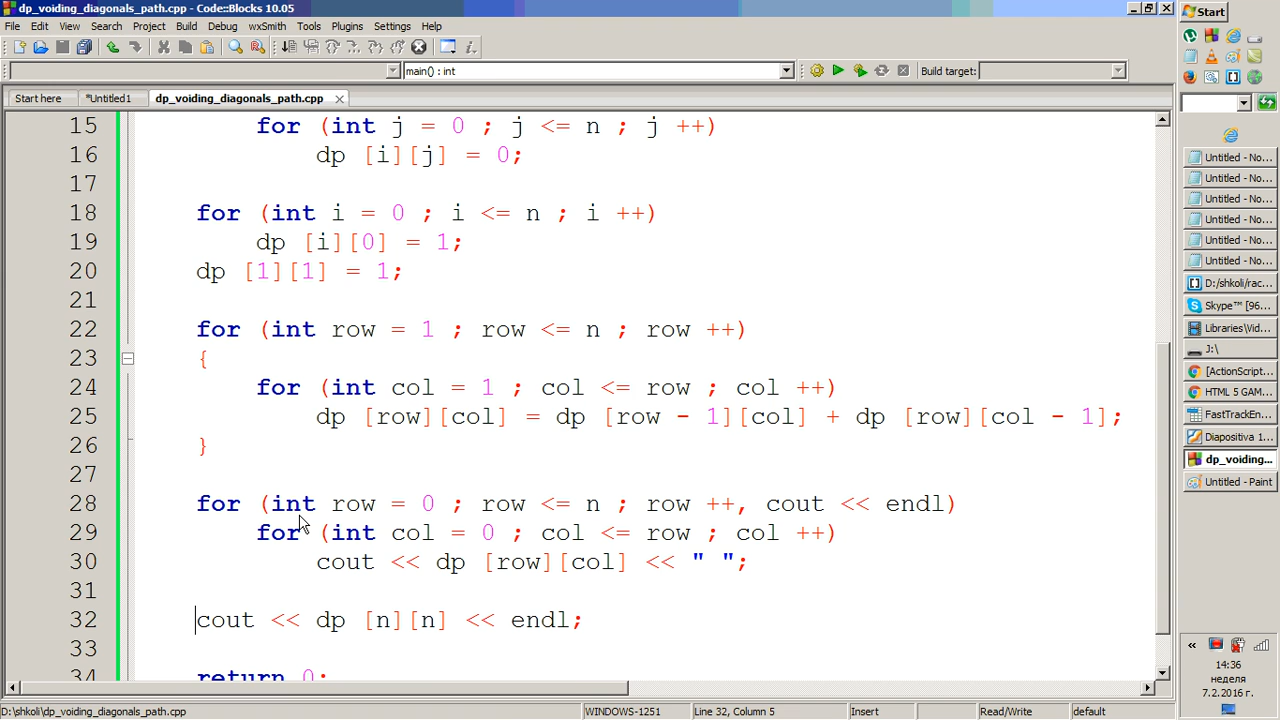 dp_voiding_diagonals_path.cpp - Code::Blocks 10.05
Start
File Edit View Search Project Build Debug wxSmith Tools Plugins Settings Help
main() : int
Build target:
Start here *Untitled1 dp_voiding_diagonals_path.cpp
15 for (int j = 0 ; j <= n ; j ++)
16 dp [i][j] = 0;
17
18 for (int i = 0 ; i <= n ; i ++)
19 dp [i][0] = 1;
20 dp [1][1] = 1;
21
22 for (int row = 1 ; row <= n ; row ++)
23 {
24 for (int col = 1 ; col <= row ; col ++)
25 dp [row][col] = dp [row - 1][col] + dp [row][col - 1];
26 }
27
28 for (int row = 0 ; row <= n ; row ++, cout << endl)
29 for (int col = 0 ; col <= row ; col ++)
30 cout << dp [row][col] << " ";
31
32 cout << dp [n][n] << endl;
33
34 return 0;
Untitled - No...
Untitled - No...
Untitled - No...
Untitled - No...
Untitled - No...
Untitled - No...
D:/shkoli/rac...
Skype™ [96...
Libraries\Vid...
J:\
[ActionScript...
HTML 5 GAM...
FastTrackEn...
Diapositiva 1...
dp_voiding...
Untitled - Paint
«
14:36
неделя
7.2.2016 г.
D:\shkoli\dp_voiding_diagonals_path.cpp WINDOWS-1251 Line 32, Column 5 Insert Read/Write default